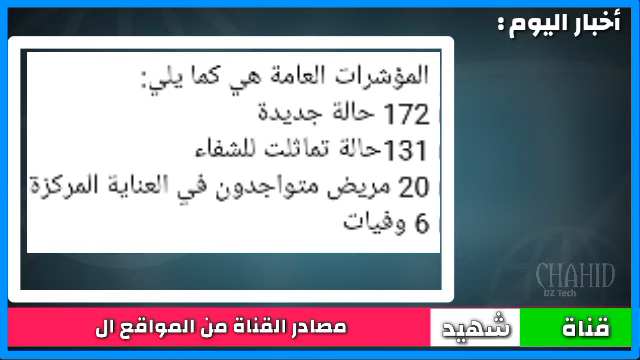 أخبار اليوم :
المؤشرات العامة هي كما يلي:
172 حالة جديدة
131حالة تماثلت للشفاء
20 مريض متواجدون في العناية المركزة
6 وفيات
CHAHID
DZ Tech
قناة شهيد مصادر القناة من المواقع ال